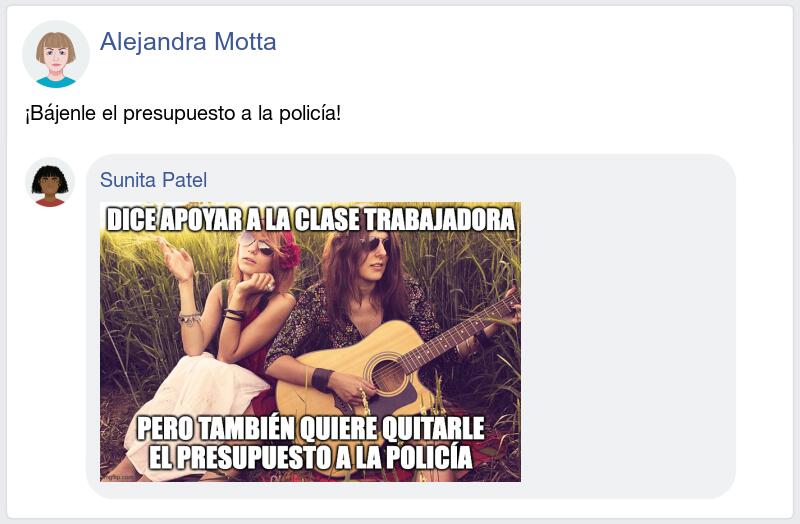 Alejandra Motta
¡Bájenle el presupuesto a la policía!
Sunita Patel
DICE APOYAR A LA CLASE TRABAJADORA
PERO TAMBIÉN QUIERE QUITARLE
EL PRESUPUESTO A LA POLICÍA
imgflip.com